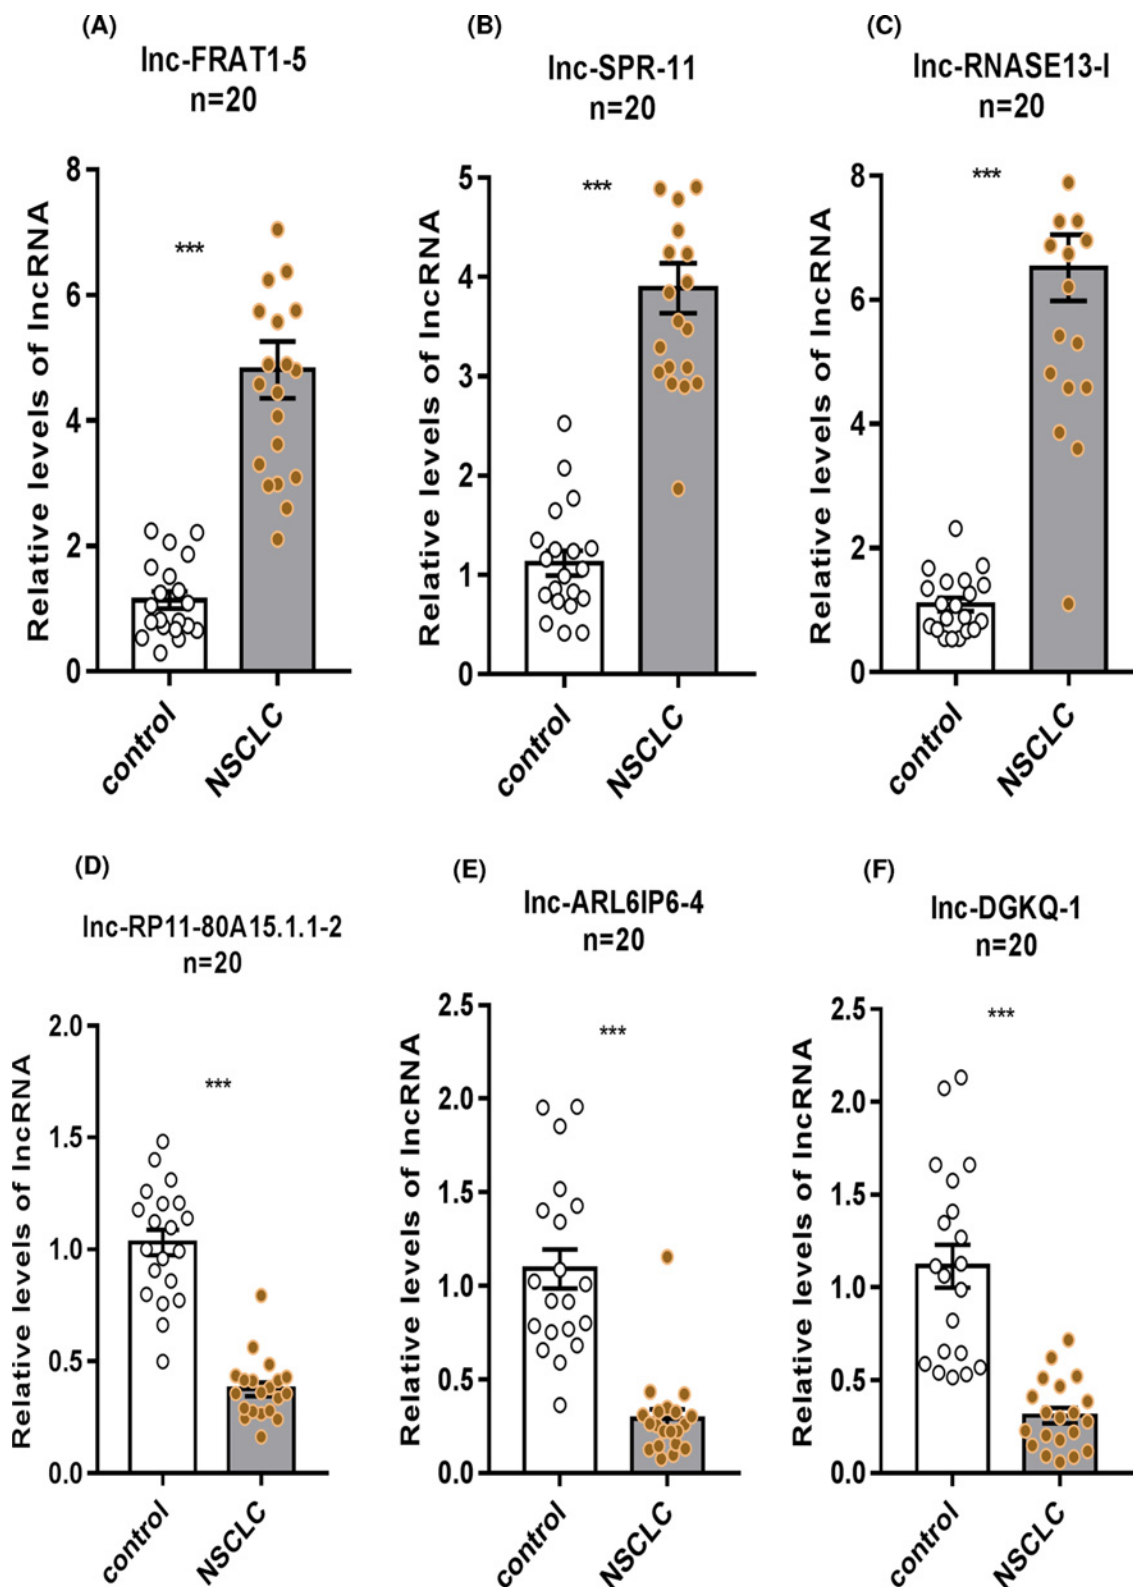 (A)
lnc-FRAT1-5
n=20
Relative levels of lncRNA
8
6
4
2
0
***
control
NSCLC
(B)
lnc-SPR-11
n=20
Relative levels of lncRNA
5
4
3
2
1
0
***
control
NSCLC
(C)
lnc-RNASE13-I
n=20
Relative levels of lncRNA
8
6
4
2
0
***
control
NSCLC
(D)
lnc-RP11-80A15.1.1-2
n=20
Relative levels of lncRNA
2.0
1.5
1.0
0.5
0.0
***
control
NSCLC
(E)
lnc-ARL6IP6-4
n=20
Relative levels of lncRNA
2.5
2.0
1.5
1.0
0.5
0.0
***
control
NSCLC
(F)
lnc-DGKQ-1
n=20
Relative levels of lncRNA
2.5
2.0
1.5
1.0
0.5
0.0
***
control
NSCLC